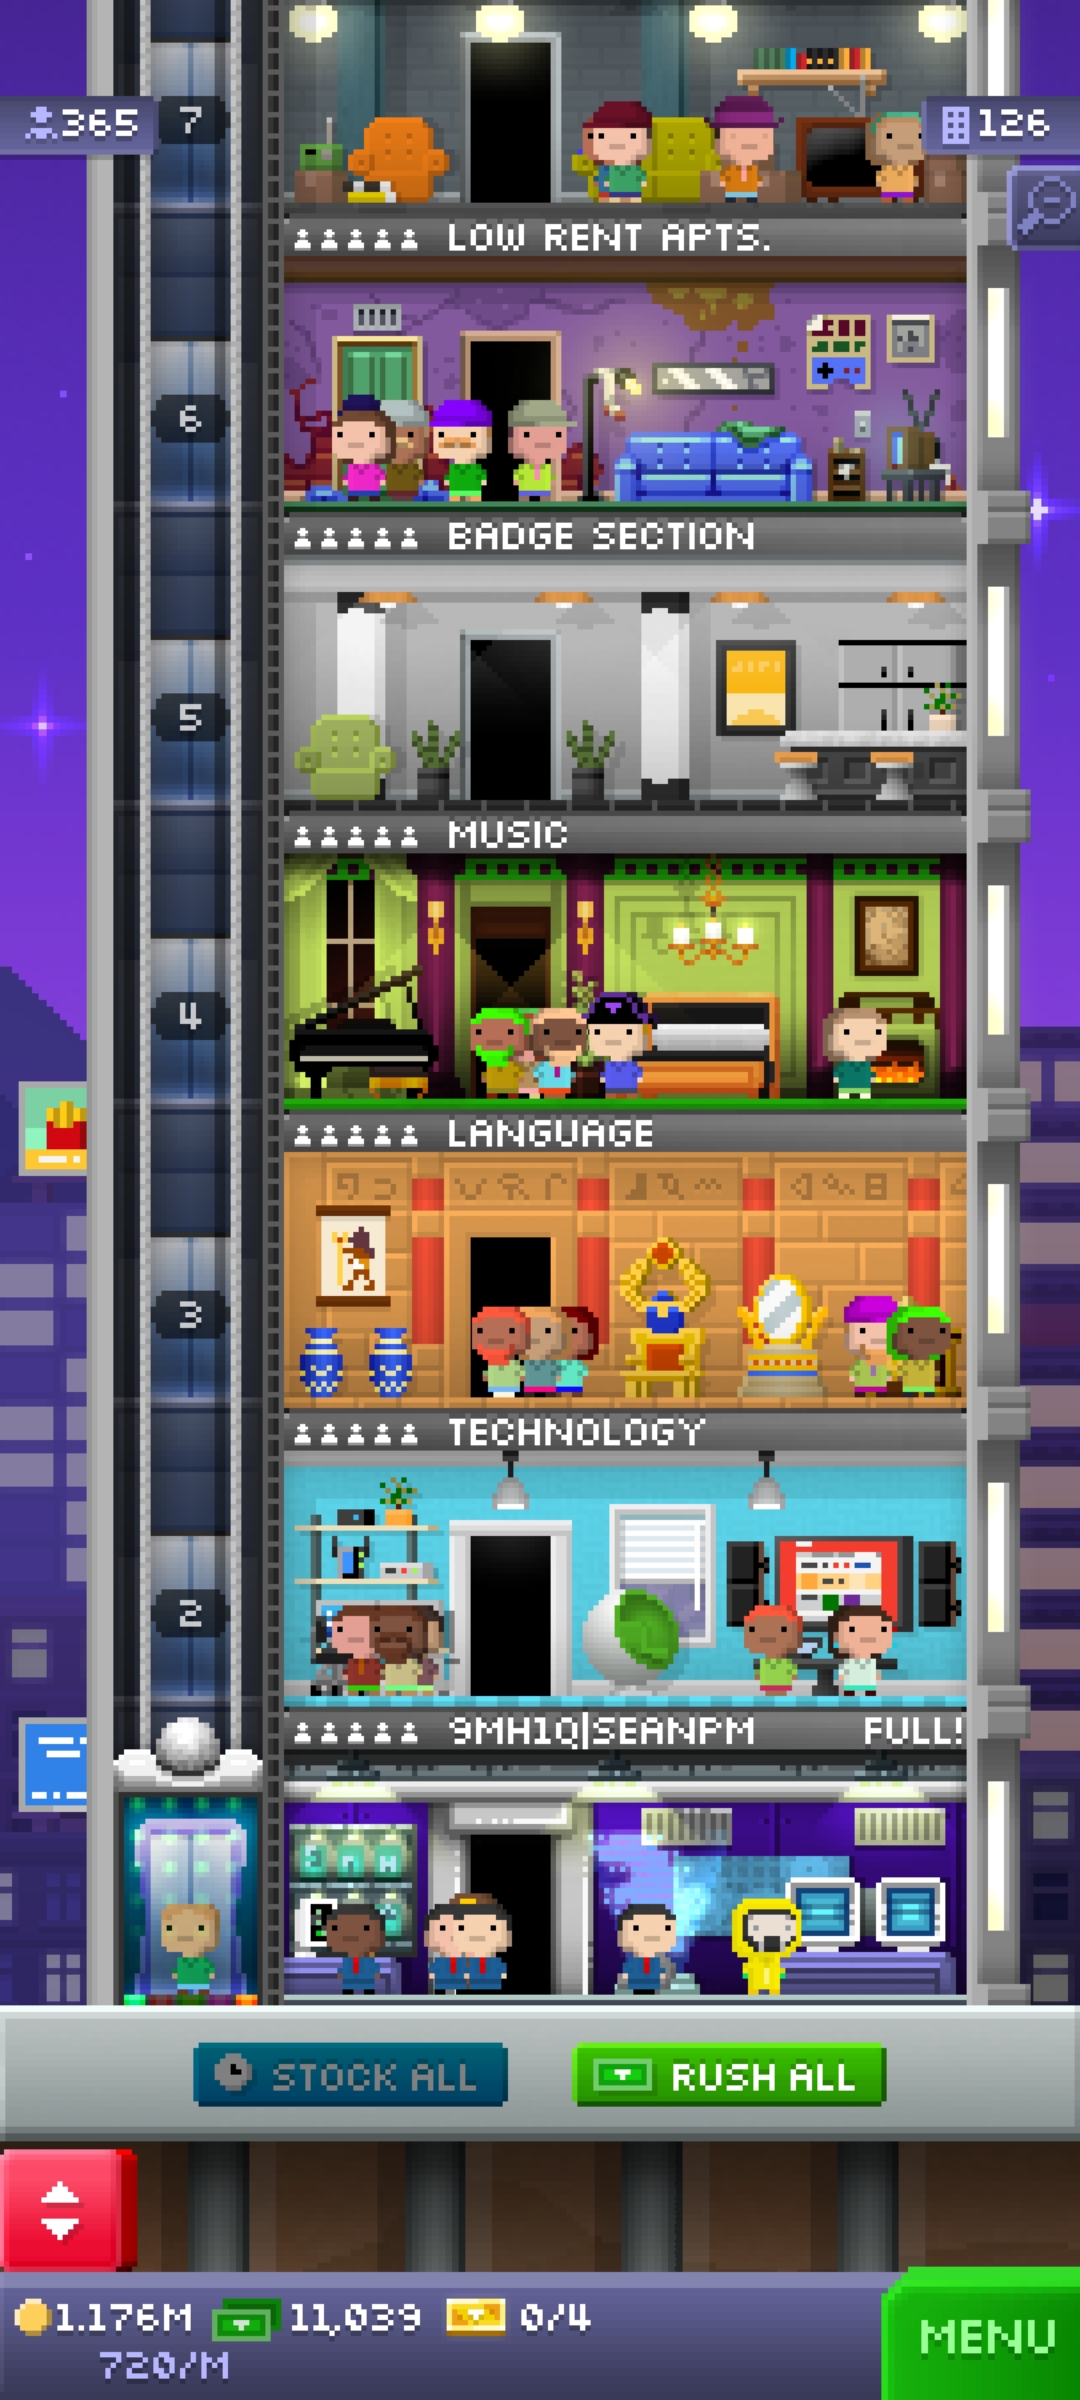 7
365
126
LOW RENT APTS.
6
BADGE SECTION
5
MUSIC
4
LANGUAGE
3
TECHNOLOGY
2
9MH1Q|SEANPM FULL!
STOCK ALL
RUSH ALL
1.176M 11,039 0/4
720/M
MENU